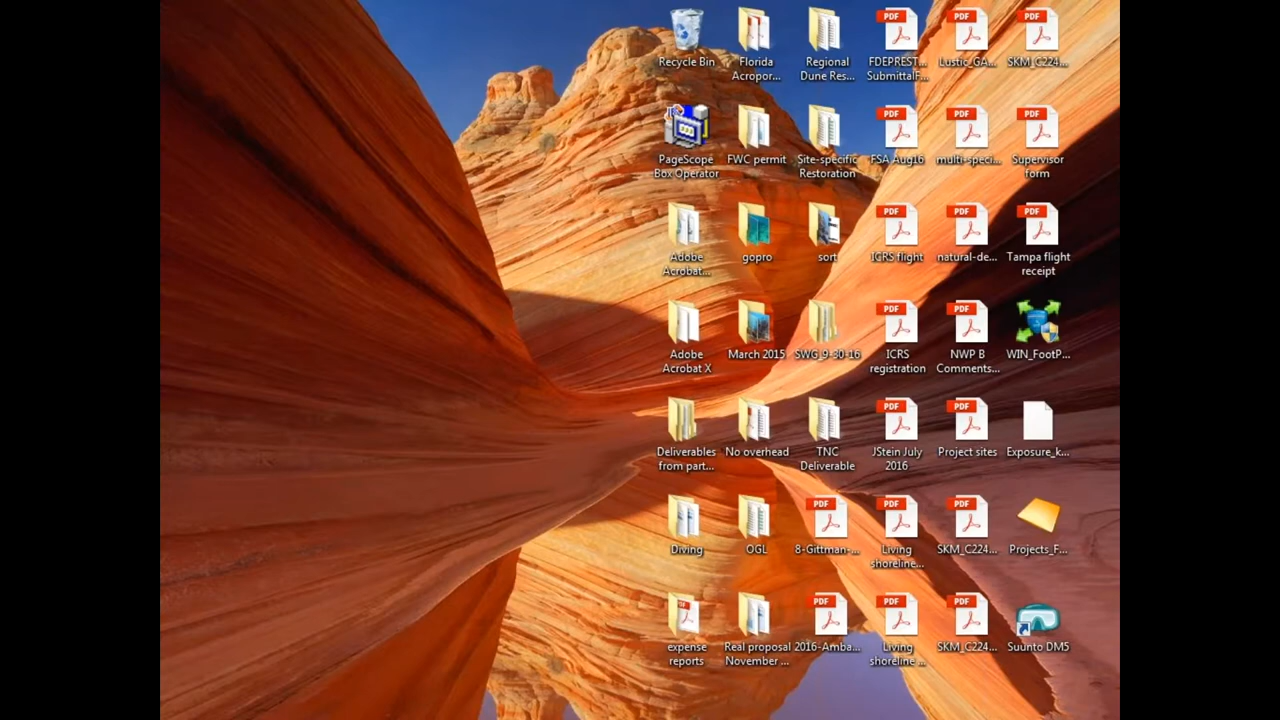 Recycle Bin
Florida
Acropor...
Regional
Dune Res...
PDF
FDEPREST...
SubmittalF...
PDF
Lustic_GA...
PDF
SKM_C224...
PageScope
Box Operator
FWC permit
Site-specific
Restoration
PDF
FSA Aug16
PDF
multi-speci...
PDF
Supervisor
form
Adobe
Acrobat...
gopro
sort
PDF
ICRS flight
PDF
natural-de...
PDF
Tampa flight
receipt
Adobe
Acrobat X
March 2015
SWG_9-30-16
PDF
ICRS
registration
PDF
NWP B
Comments...
WIN_FootP...
Deliverables
from part...
No overhead
TNC
Deliverable
PDF
JStein July
2016
PDF
Project sites
Exposure_k...
Diving
OGL
PDF
8-Gittman-...
PDF
Living
shoreline...
PDF
SKM_C224...
Projects_F...
PDF
expense
reports
Real proposal
November ...
PDF
2016-Amba...
PDF
Living
shoreline ...
PDF
SKM_C224...
Suunto DM5